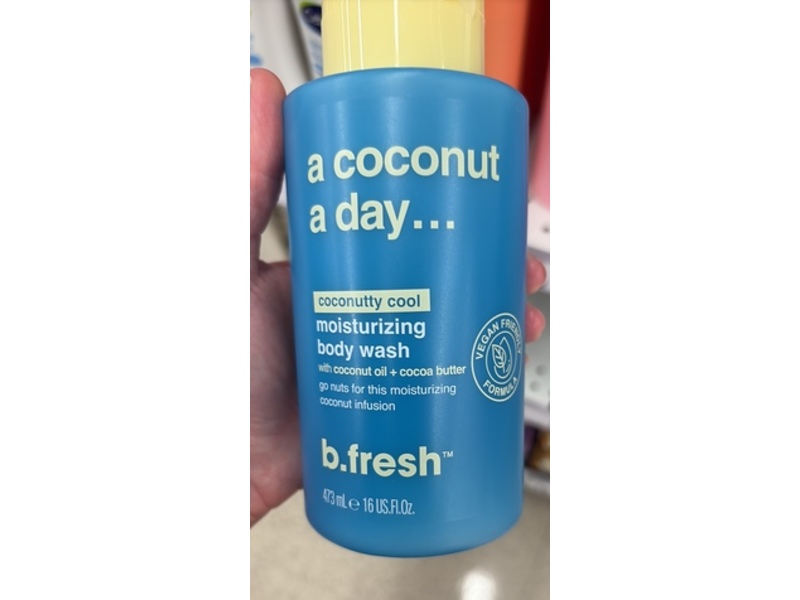 a coconut
a day...
coconutty cool
moisturizing
body wash
with coconut oil + cocoa butter
go nuts for this moisturizing
coconut infusion
VEGAN FRIENDLY
FORMULA
b.fresh™
473 mL ℮ 16 US.Fl.Oz.